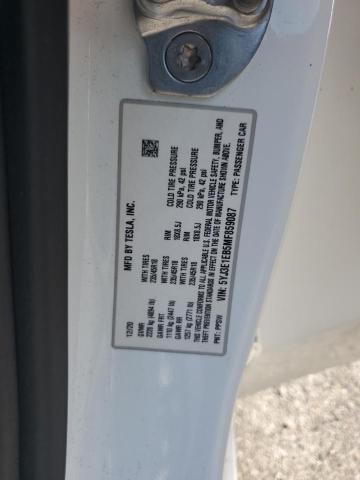 MFD BY TESLA, INC.
12/20
GVWR
2220 kg (4894 lb)
GAWR FRT WITH TIRES RIM COLD TIRE PRESSURE
1110 kg (2447 lb) 235/45R18 18X8.5J 290 kPa, 42 psi
GAWR RR WITH TIRES RIM COLD TIRE PRESSURE
1257 kg (2771 lb) 235/45R18 18X8.5J 290 kPa, 42 psi
THIS VEHICLE CONFORMS TO ALL APPLICABLE U.S. FEDERAL MOTOR VEHICLE SAFETY, BUMPER, AND
THEFT PREVENTION STANDARDS IN EFFECT ON THE DATE OF MANUFACTURE SHOWN ABOVE.
VIN: 5YJ3E1EB5MF859087 TYPE: PASSENGER CAR
PNT: PPSW